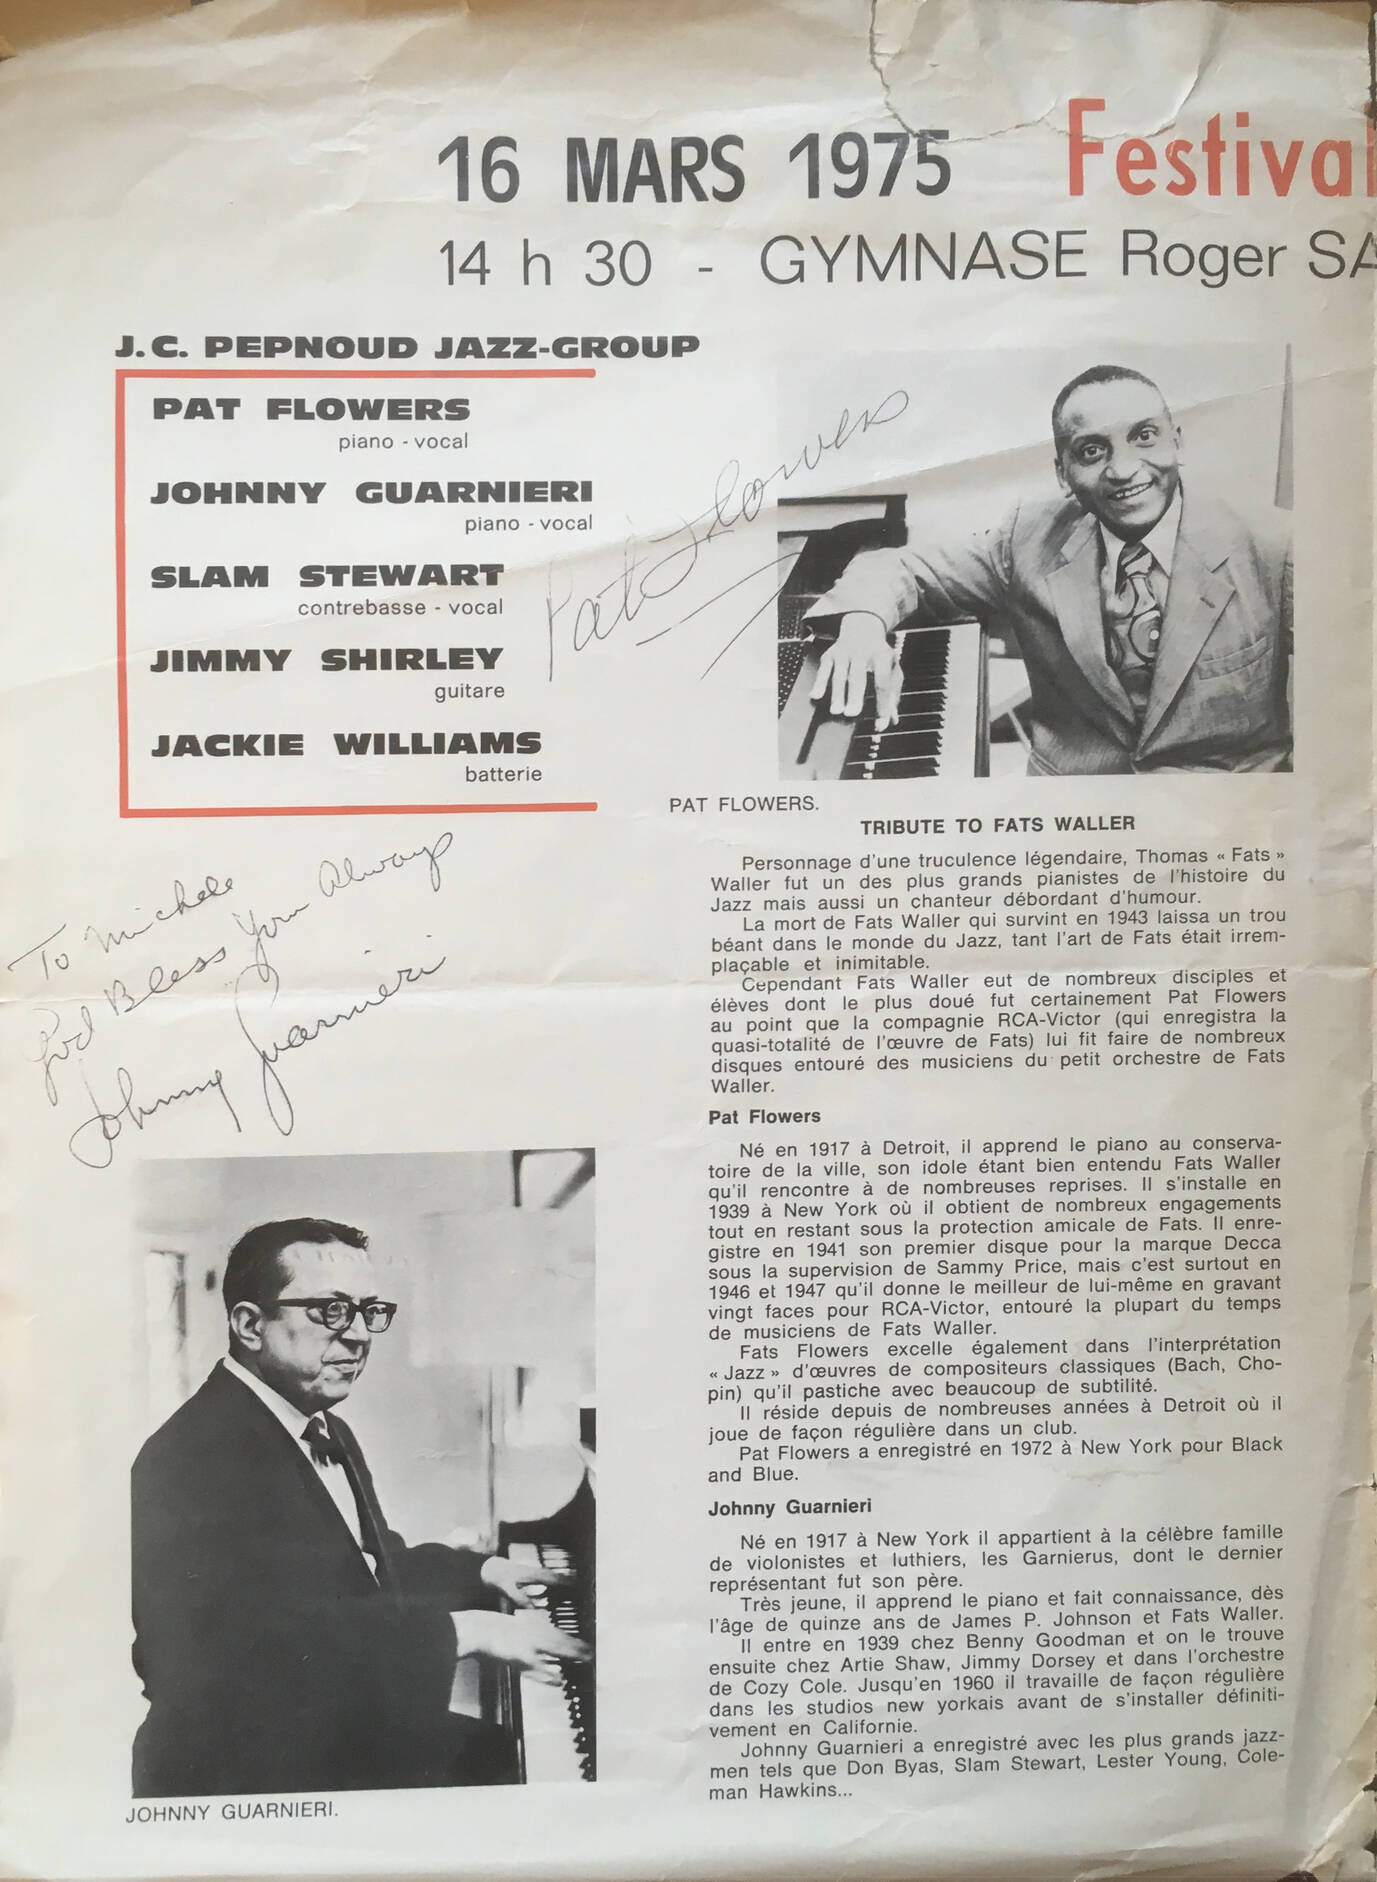 16 MARS 1975 Festival
14 h 30 - GYMNASE Roger SA
J.C. PEPNOUD JAZZ-GROUP
PAT FLOWERS
piano - vocal
JOHNNY GUARNIERI
piano - vocal
SLAM STEWART
contrebasse - vocal
JIMMY SHIRLEY
guitare
JACKIE WILLIAMS
batterie
Pat Flowers
To Michele
God Bless You Always
Johnny Guarnieri
JOHNNY GUARNIERI.
PAT FLOWERS.
TRIBUTE TO FATS WALLER
Personnage d'une truculence légendaire, Thomas « Fats »
Waller fut un des plus grands pianistes de l'histoire du
Jazz mais aussi un chanteur débordant d'humour.
La mort de Fats Waller qui survint en 1943 laissa un trou
béant dans le monde du Jazz, tant l'art de Fats était irrem-
plaçable et inimitable.
Cependant Fats Waller eut de nombreux disciples et
élèves dont le plus doué fut certainement Pat Flowers
au point que la compagnie RCA-Victor (qui enregistra la
quasi-totalité de l'œuvre de Fats) lui fit faire de nombreux
disques entouré des musiciens du petit orchestre de Fats
Waller.
Pat Flowers
Né en 1917 à Detroit, il apprend le piano au conserva-
toire de la ville, son idole étant bien entendu Fats Waller
qu'il rencontre à de nombreuses reprises. Il s'installe en
1939 à New York où il obtient de nombreux engagements
tout en restant sous la protection amicale de Fats. Il enre-
gistre en 1941 son premier disque pour la marque Decca
sous la supervision de Sammy Price, mais c'est surtout en
1946 et 1947 qu'il donne le meilleur de lui-même en gravant
vingt faces pour RCA-Victor, entouré la plupart du temps
de musiciens de Fats Waller.
Fats Flowers excelle également dans l'interprétation
« Jazz » d'œuvres de compositeurs classiques (Bach, Cho-
pin) qu'il pastiche avec beaucoup de subtilité.
Il réside depuis de nombreuses années à Detroit où il
joue de façon régulière dans un club.
Pat Flowers a enregistré en 1972 à New York pour Black
and Blue.
Johnny Guarnieri
Né en 1917 à New York il appartient à la célèbre famille
de violonistes et luthiers, les Garnierus, dont le dernier
représentant fut son père.
Très jeune, il apprend le piano et fait connaissance, dès
l'âge de quinze ans de James P. Johnson et Fats Waller.
Il entre en 1939 chez Benny Goodman et on le trouve
ensuite chez Artie Shaw, Jimmy Dorsey et dans l'orchestre
de Cozy Cole. Jusqu'en 1960 il travaille de façon régulière
dans les studios new yorkais avant de s'installer définiti-
vement en Californie.
Johnny Guarnieri a enregistré avec les plus grands jazz-
men tels que Don Byas, Slam Stewart, Lester Young, Cole-
man Hawkins...